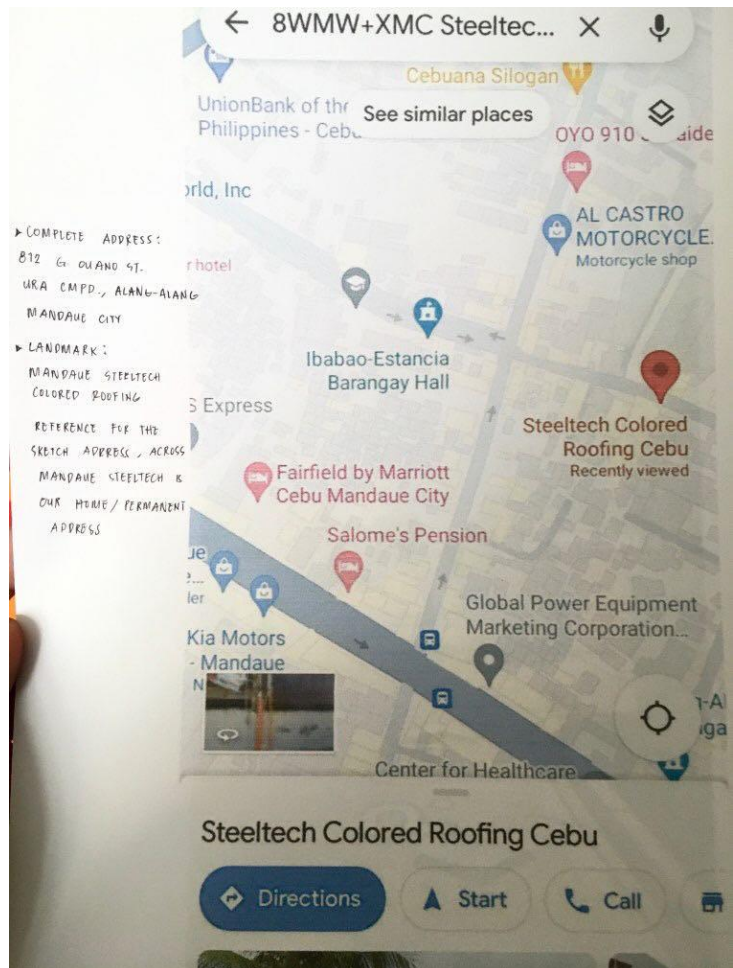 8WMW+XMC Steeltec...
Cebuana Silogan
UnionBank of the
Philippines - Cebu
See similar places
OYO 910
aide
orld, Inc
AL CASTRO
MOTORCYCLE.
Motorcycle shop
r hotel
Ibabao-Estancia
Barangay Hall
S Express
Steeltech Colored
Roofing Cebu
Recently viewed
Fairfield by Marriott
Cebu Mandaue City
Salome's Pension
ue
e...
ler
Global Power Equipment
Marketing Corporation...
Kia Motors
- Mandaue
N
Center for Healthcare
Steeltech Colored Roofing Cebu
Directions
Start
Call
▸ COMPLETE ADDRESS:
812 G OUANO ST.
URA CMPD., ALANG-ALANG
MANDAUE CITY
▸ LANDMARK:
MANDAUE STEELTECH
COLORED ROOFING
REFERENCE FOR THE
SKETCH ADDRESS, ACROSS
MANDAUE STEELTECH IS
OUR HOME/PERMANENT
ADDRESS